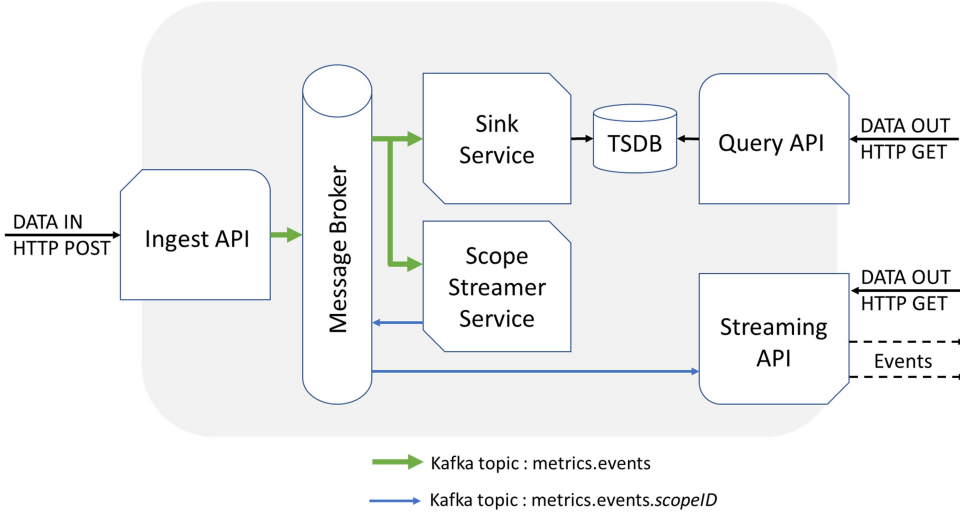 DATA IN
HTTP POST
Ingest API
Message Broker
Sink
Service
TSDB
Query API
DATA OUT
HTTP GET
Scope
Streamer
Service
Streaming
API
DATA OUT
HTTP GET
Events
Kafka topic : metrics.events
Kafka topic : metrics.events.scopeID